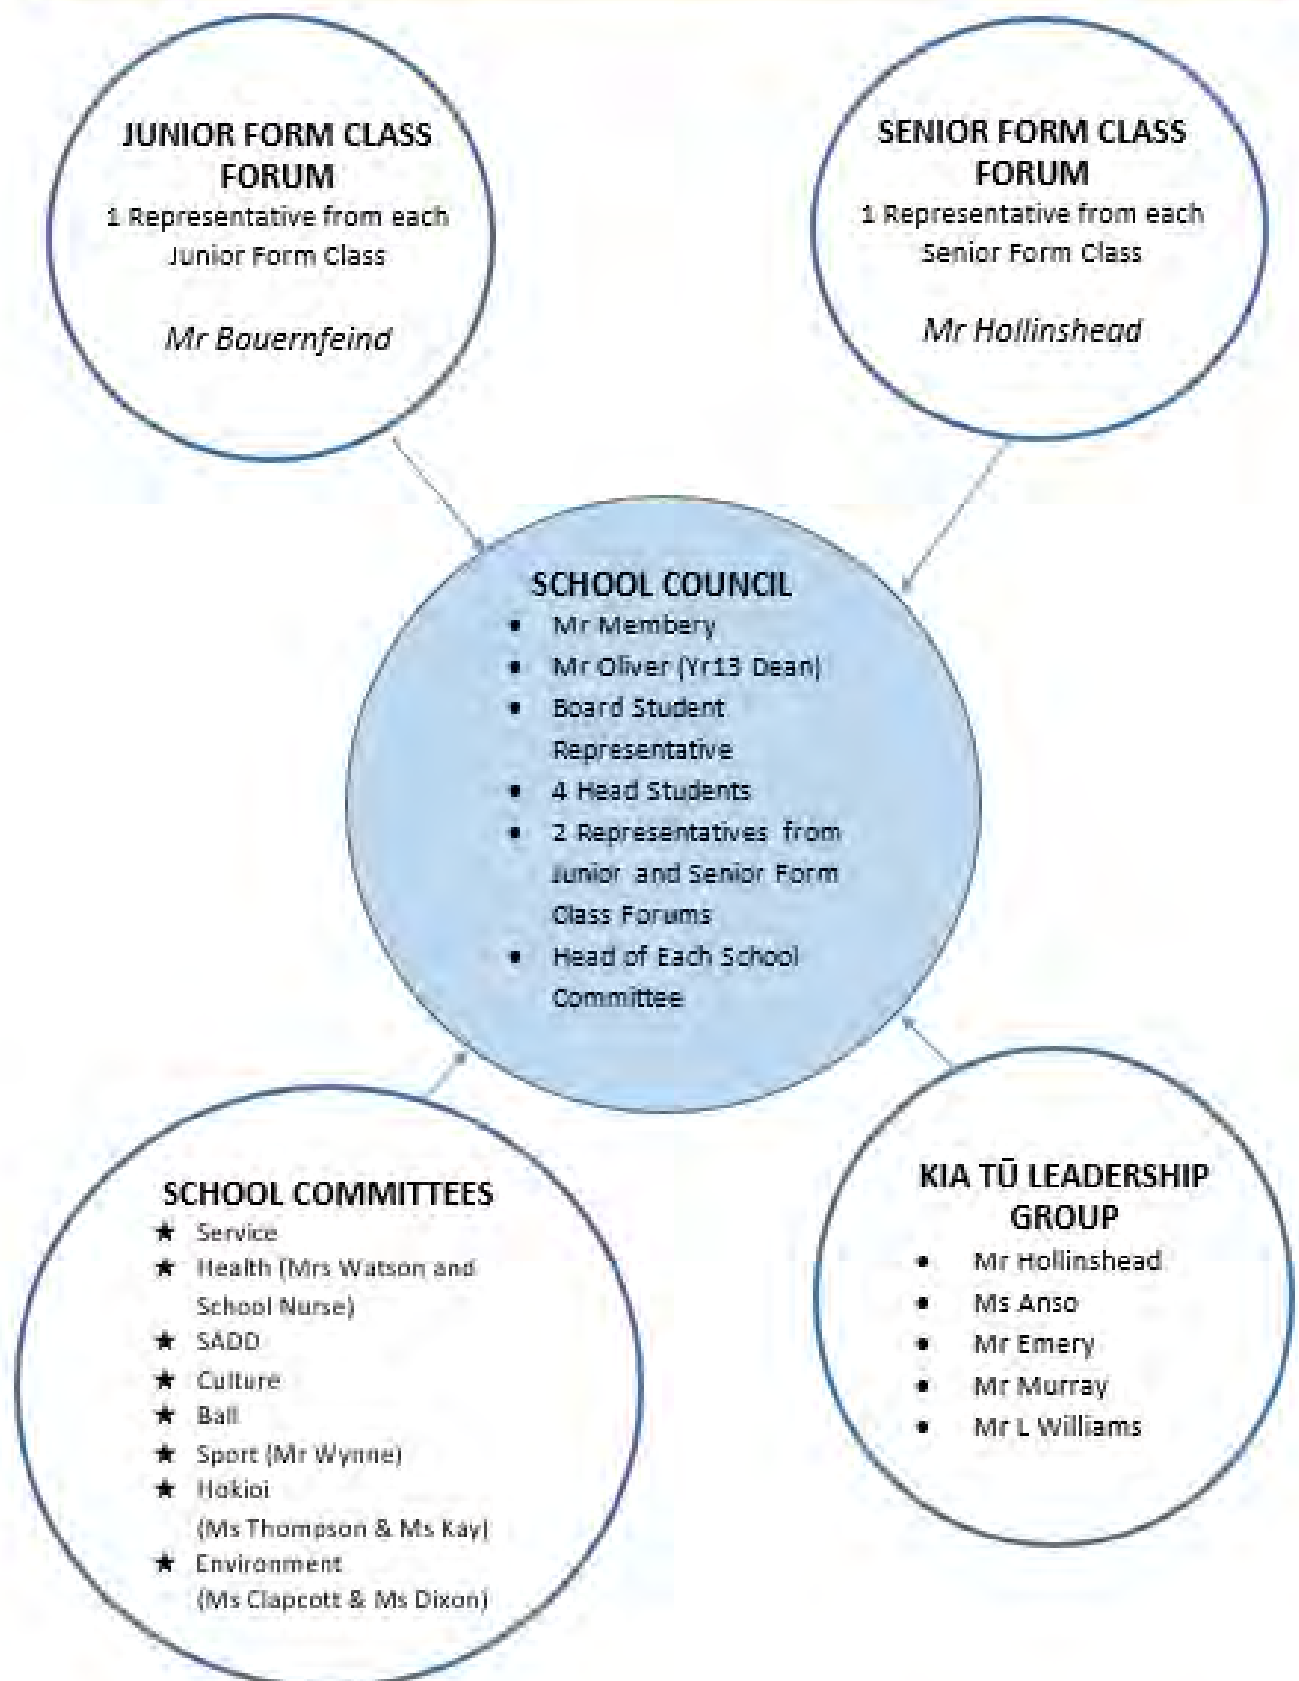 JUNIOR FORM CLASS
FORUM
1 Representative from each
Junior Form Class
Mr Bouernfeind
SENIOR FORM CLASS
FORUM
1 Representative from each
Senior Form Class
Mr Hollinshead
SCHOOL COUNCIL
• Mr Membery
• Mr Oliver (Yr13 Dean)
• Board Student
Representative
• 4 Head Students
• 2 Representatives from
Junior and Senior Form
Class Forums
• Head of Each School
Committee
SCHOOL COMMITTEES
★ Service
★ Health (Mrs Watson and
School Nurse)
★ SADD
★ Culture
★ Ball
★ Sport (Mr Wynne)
★ Hokioi
(Ms Thompson & Ms Kay)
★ Environment
(Ms Clapcott & Ms Dixon)
KIA TŪ LEADERSHIP
GROUP
• Mr Hollinshead
• Ms Anso
• Mr Emery
• Mr Murray
• Mr L Williams